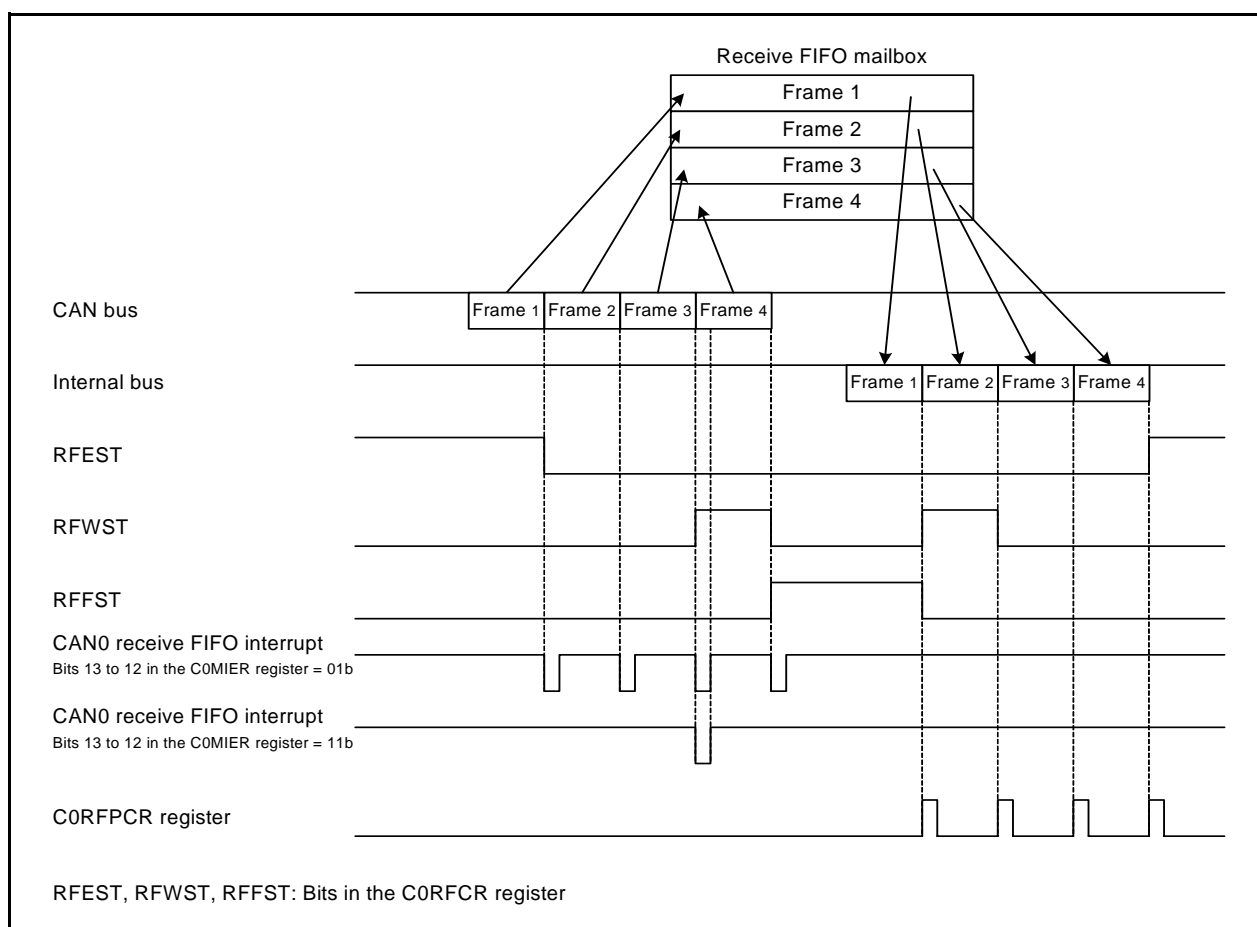 Receive FIFO mailbox
Frame 1
Frame 2
Frame 3
Frame 4
CAN bus
Frame 1 Frame 2 Frame 3 Frame 4
Internal bus
Frame 1 Frame 2 Frame 3 Frame 4
RFEST
RFWST
RFFST
CAN0 receive FIFO interrupt
Bits 13 to 12 in the C0MIER register = 01b
CAN0 receive FIFO interrupt
Bits 13 to 12 in the C0MIER register = 11b
C0RFPCR register
RFEST, RFWST, RFFST: Bits in the C0RFCR register